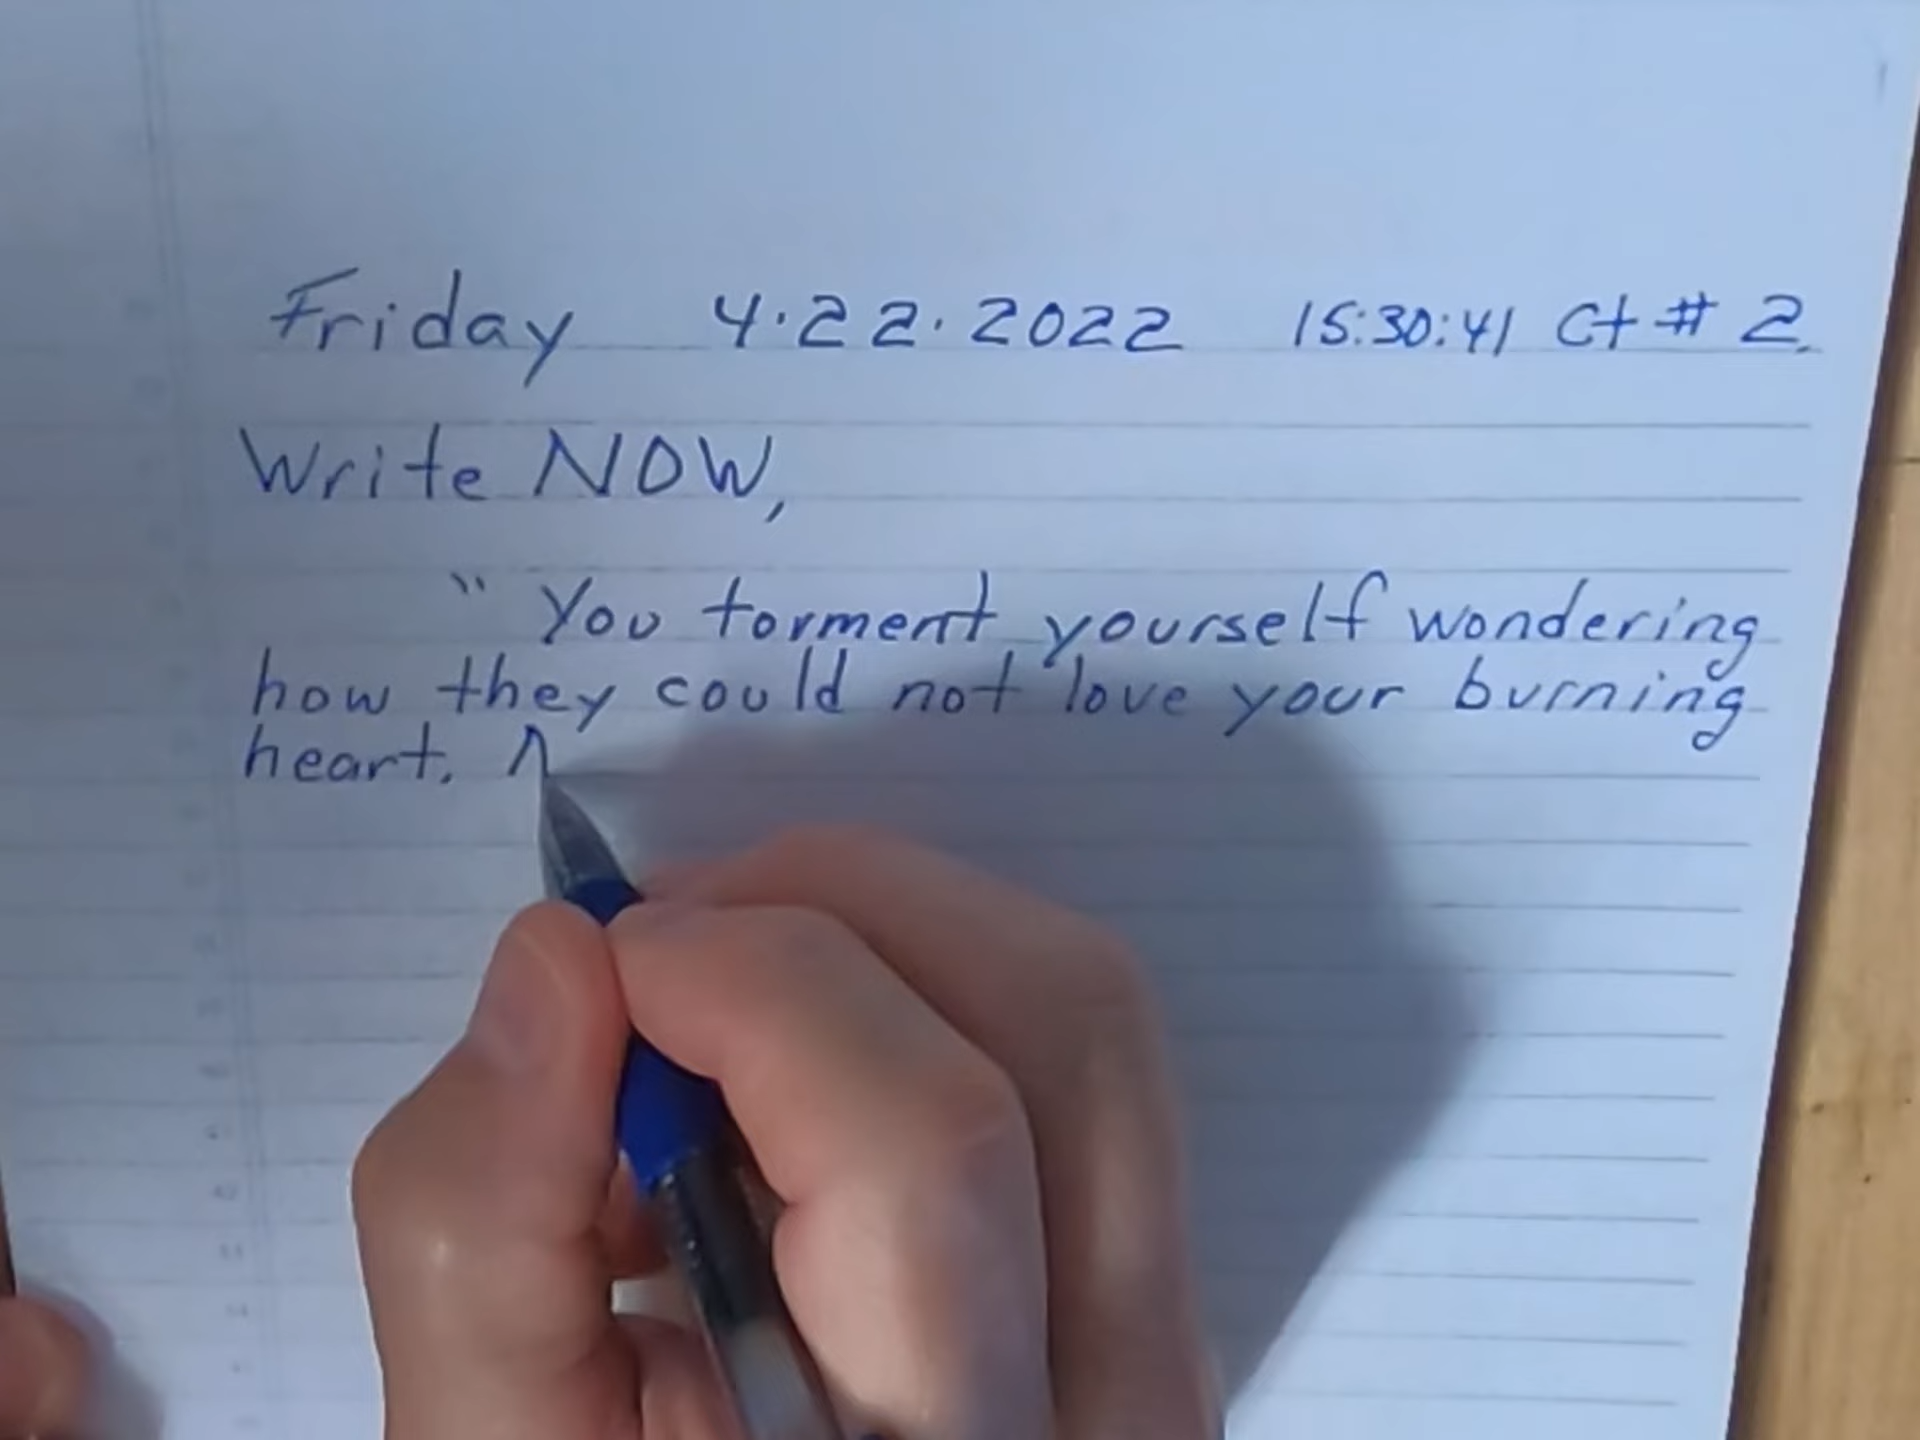 Friday 4.22.2022 15:30:41 Ct # 2.
Write NOW,
" You torment yourself wondering
how they could not love your burning
heart.